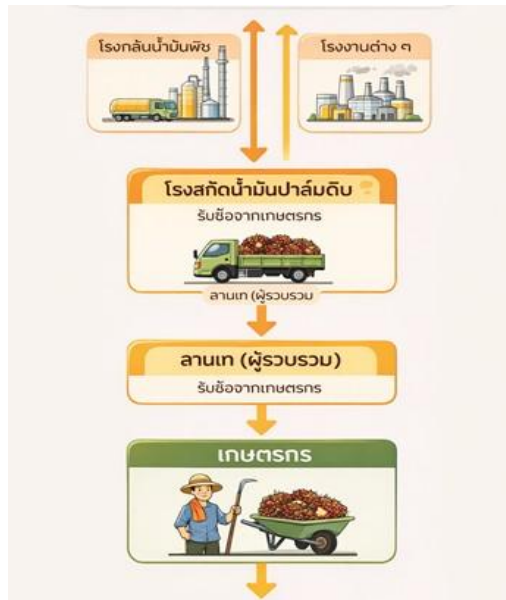 โรงกลั่นน้ำมันพืช
โรงงานต่าง ๆ
โรงสกัดน้ำมันปาล์มดิบ
รับซื้อจากเกษตรกร
ลานเท (ผู้รวบรวม
ลานเท (ผู้รวบรวม)
รับซื้อจากเกษตรกร
เกษตรกร